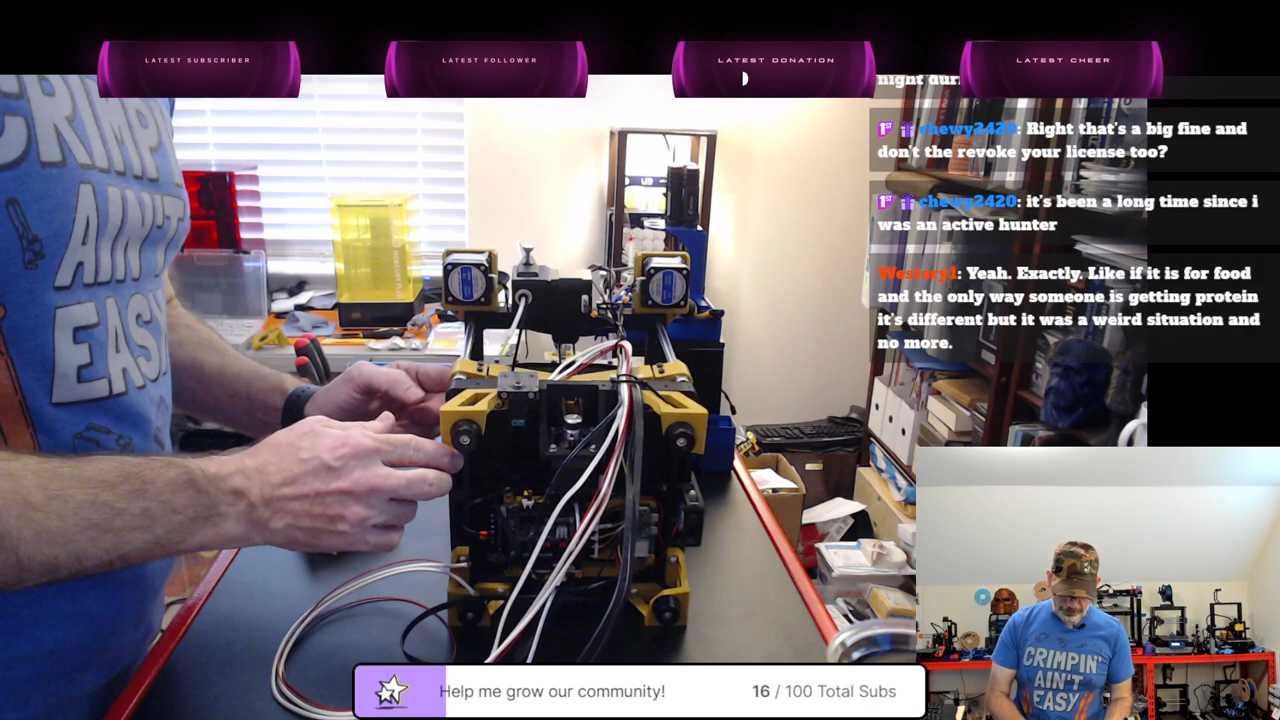 LATEST SUBSCRIBER
LATEST FOLLOWER
LATEST DONATION
LATEST CHEER
night
chewy2420: Right that's a big fine and
don't the revoke your license too?
chewy2420: it's been a long time since i
was an active hunter
Westery1: Yeah. Exactly. Like if it is for food
and the only way someone is getting protein
it's different but it was a weird situation and
no more.
CRIMPIN'
AIN'T
EASY
CRIMPIN'
AIN'T
EASY
Help me grow our community!
16 / 100 Total Subs